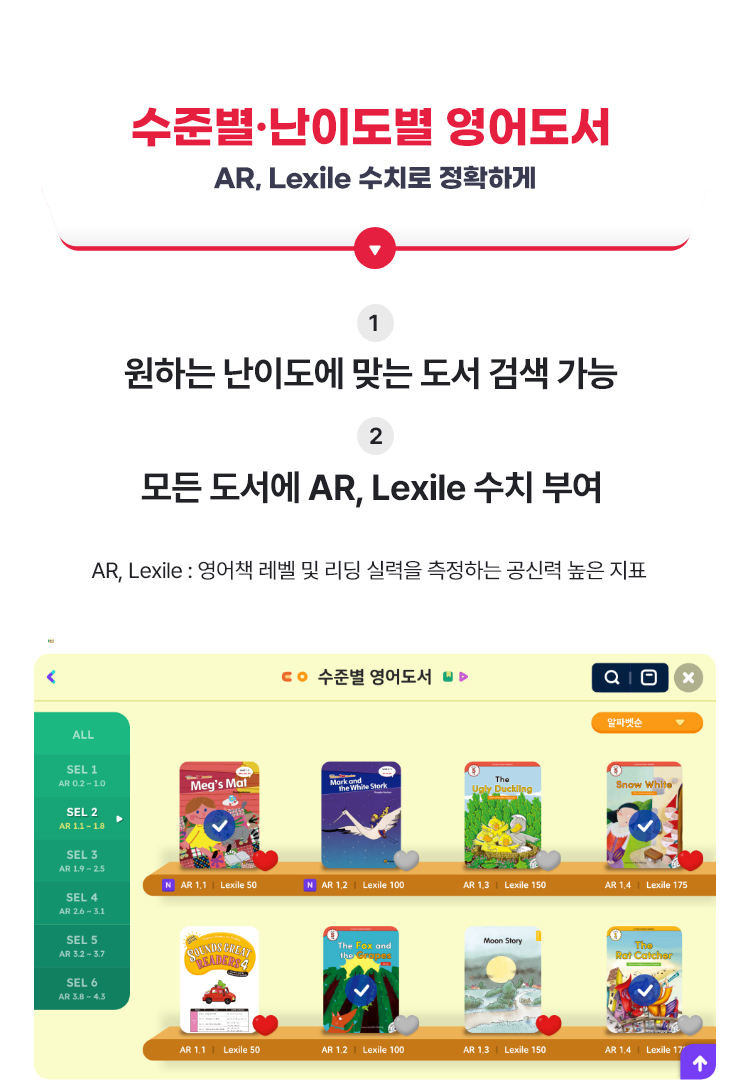 수준별·난이도별 영어도서
AR, Lexile 수치로 정확하게
1
원하는 난이도에 맞는 도서 검색 가능
2
모든 도서에 AR, Lexile 수치 부여
AR, Lexile : 영어책 레벨 및 리딩 실력을 측정하는 공신력 높은 지표
수준별 영어도서
알파벳순
ALL
SEL 1
AR 0.2 ~ 1.0
SEL 2
AR 1.1 ~ 1.8
SEL 3
AR 1.9 ~ 2.5
SEL 4
AR 2.6 ~ 3.1
SEL 5
AR 3.2 ~ 3.7
SEL 6
AR 3.8 ~ 4.3
Meg's Mat
Mark and
the White Stork
The
Ugly Duckling
Snow White
N AR 1,1 | Lexile 50
N AR 1,2 | Lexile 100
AR 1,3 | Lexile 150
AR 1,4 | Lexile 175
SOUNDS GREAT
READERS 4
The Fox and
the Grapes
Moon Story
The
Rat Catcher
AR 1.1 | Lexile 50
AR 1.2 | Lexile 100
AR 1,3 | Lexile 150
AR 1.4 | Lexile 17